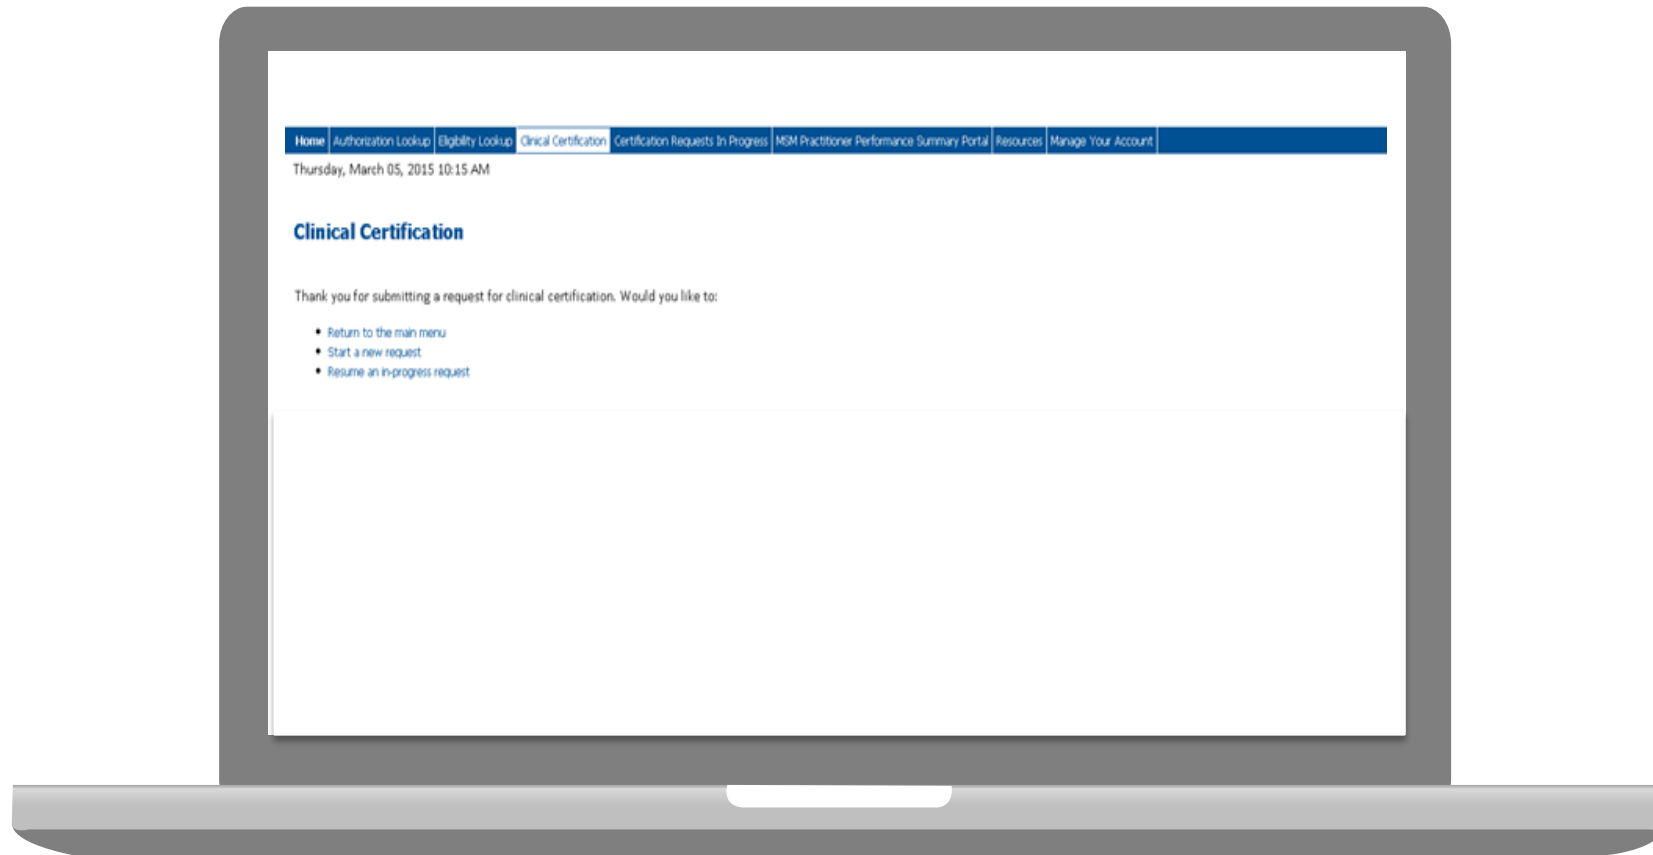 Home Authorization Lookup Eligibility Lookup Clinical Certification Certification Requests In Progress MSM Practitioner Performance Summary Portal Resources Manage Your Account
Thursday, March 05, 2015 10:15 AM
Clinical Certification
Thank you for submitting a request for clinical certification. Would you like to:
• Return to the main menu
• Start a new request
• Resume an in-progress request